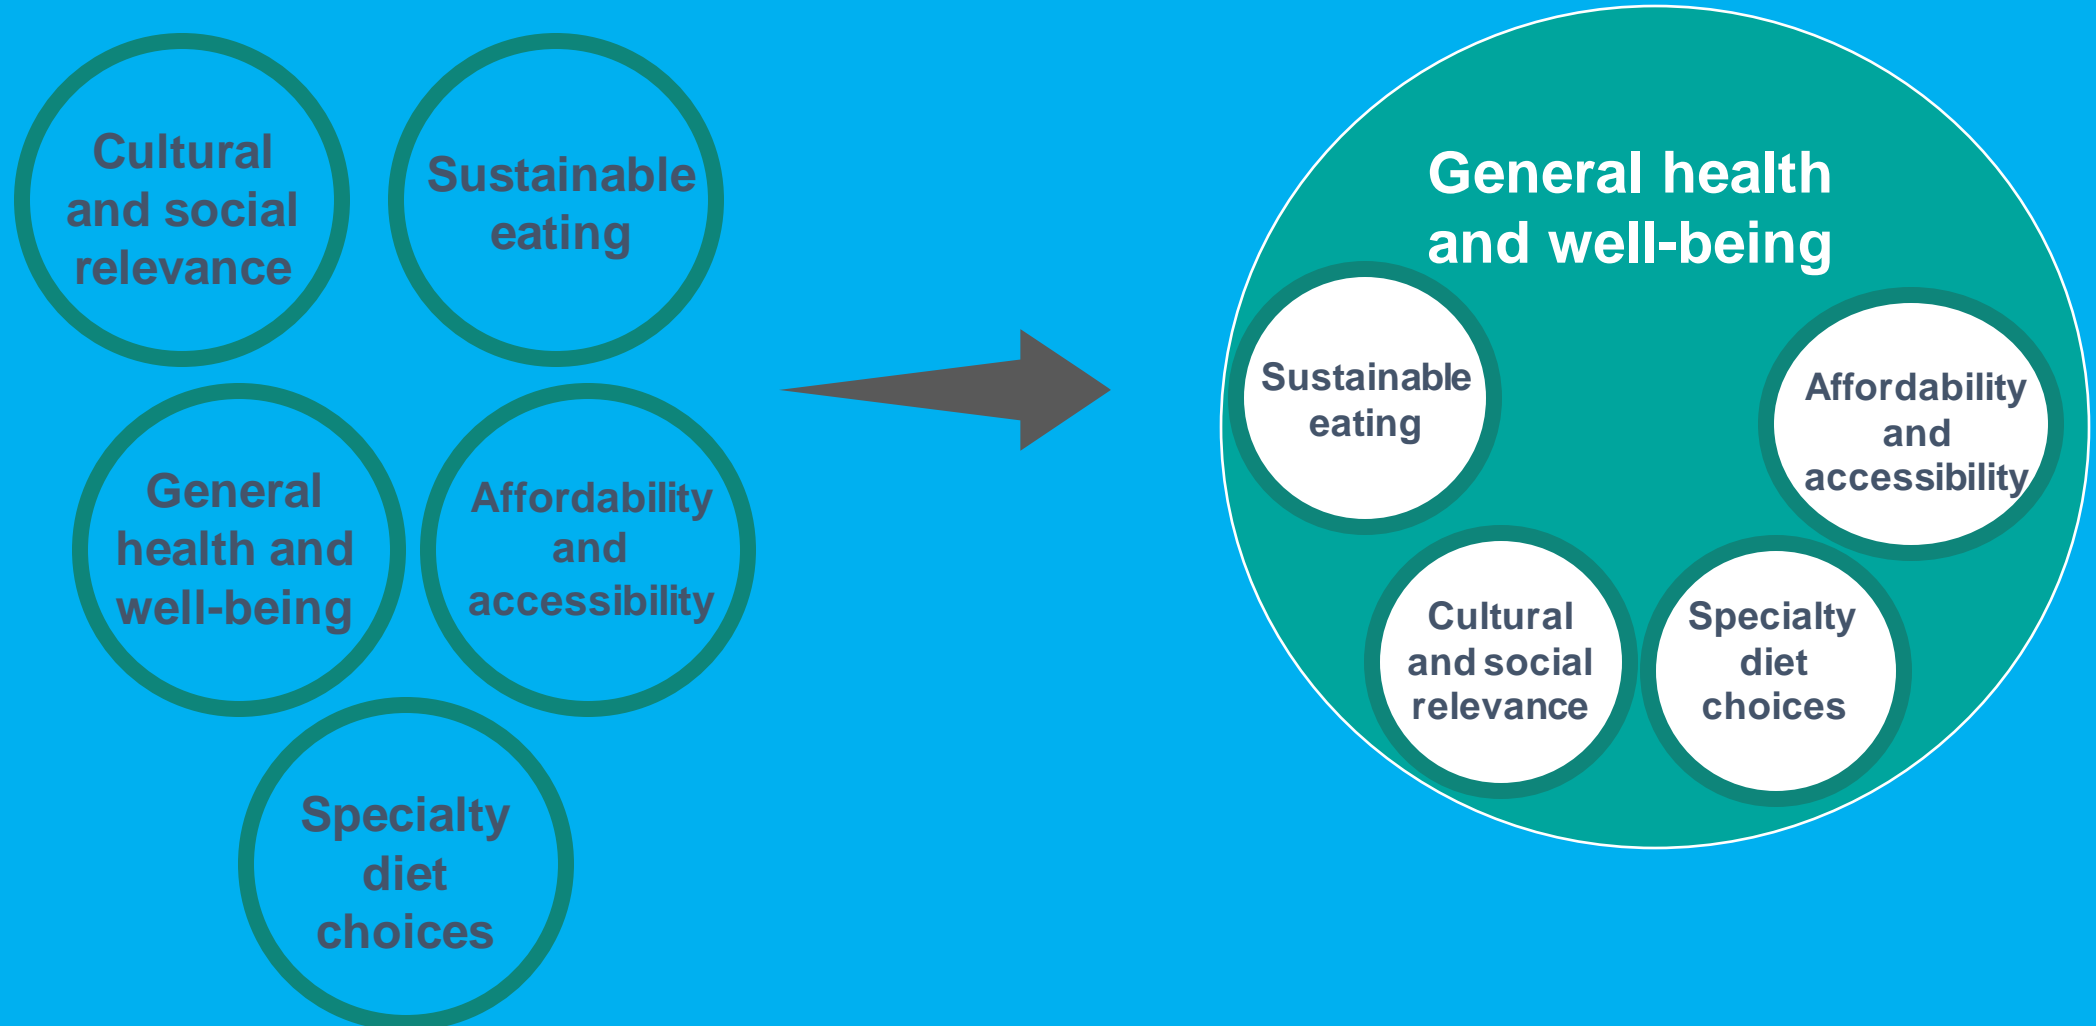 Cultural
and social
relevance
Sustainable
eating
General
health and
well-being
Affordability
and
accessibility
Specialty
diet
choices
General health
and well-being
Sustainable
eating
Affordability
and
accessibility
Cultural
and social
relevance
Specialty
diet
choices